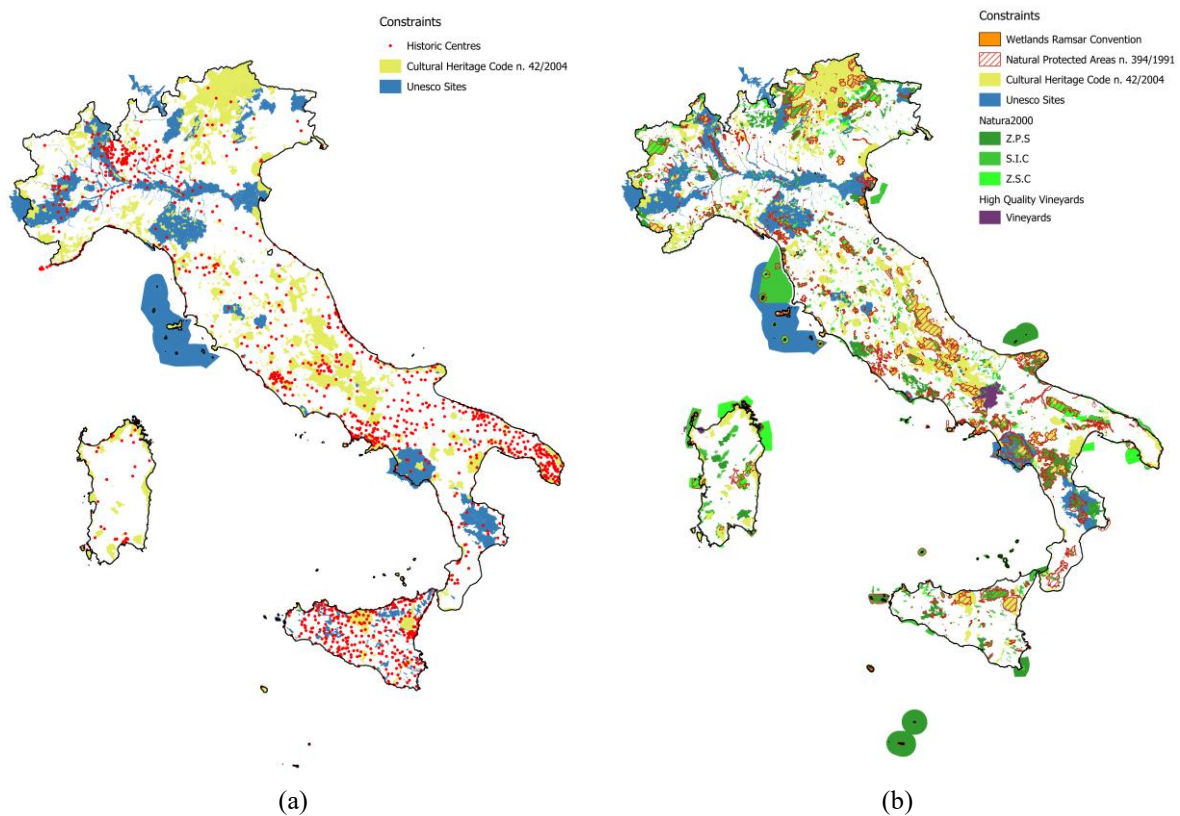 Constraints
Historic Centres
Cultural Heritage Code n. 42/2004
Unesco Sites
Constraints
Wetlands Ramsar Convention
Natural Protected Areas n. 394/1991
Cultural Heritage Code n. 42/2004
Unesco Sites
Natura2000
Z.P.S
S.I.C
Z.S.C
High Quality Vineyards
Vineyards
(a)
(b)